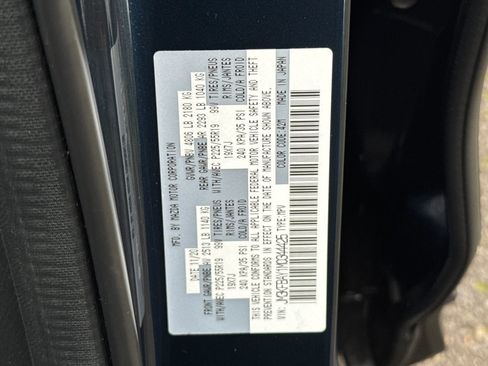 MFD. BY MAZDA MOTOR CORPORATION
DATE 11/20 GVWR/PNBV 4806 LB 2180 KG
FRONT GAWR/PNBE AV 2513 LB 1140 KG REAR GAWR/PNBE AR 2293 LB 1040 KG
WITH/AVEC P225/55R19 99V TIRES/PNEUS WITH/AVEC P225/55R19 99V TIRES/PNEUS
19X7J RIMS/JANTES 19X7J RIMS/JANTES
240 KPA/35 PSI COLD/A FROID 240 KPA/35 PSI COLD/A FROID
THIS VEHICLE CONFORMS TO ALL APPLICABLE FEDERAL MOTOR VEHICLE SAFETY AND THEFT
PREVENTION STANDARDS IN EFFECT ON THE DATE OF MANUFACTURE SHOWN ABOVE.
TYPE MPV COLOR CODE 42M MADE IN JAPAN